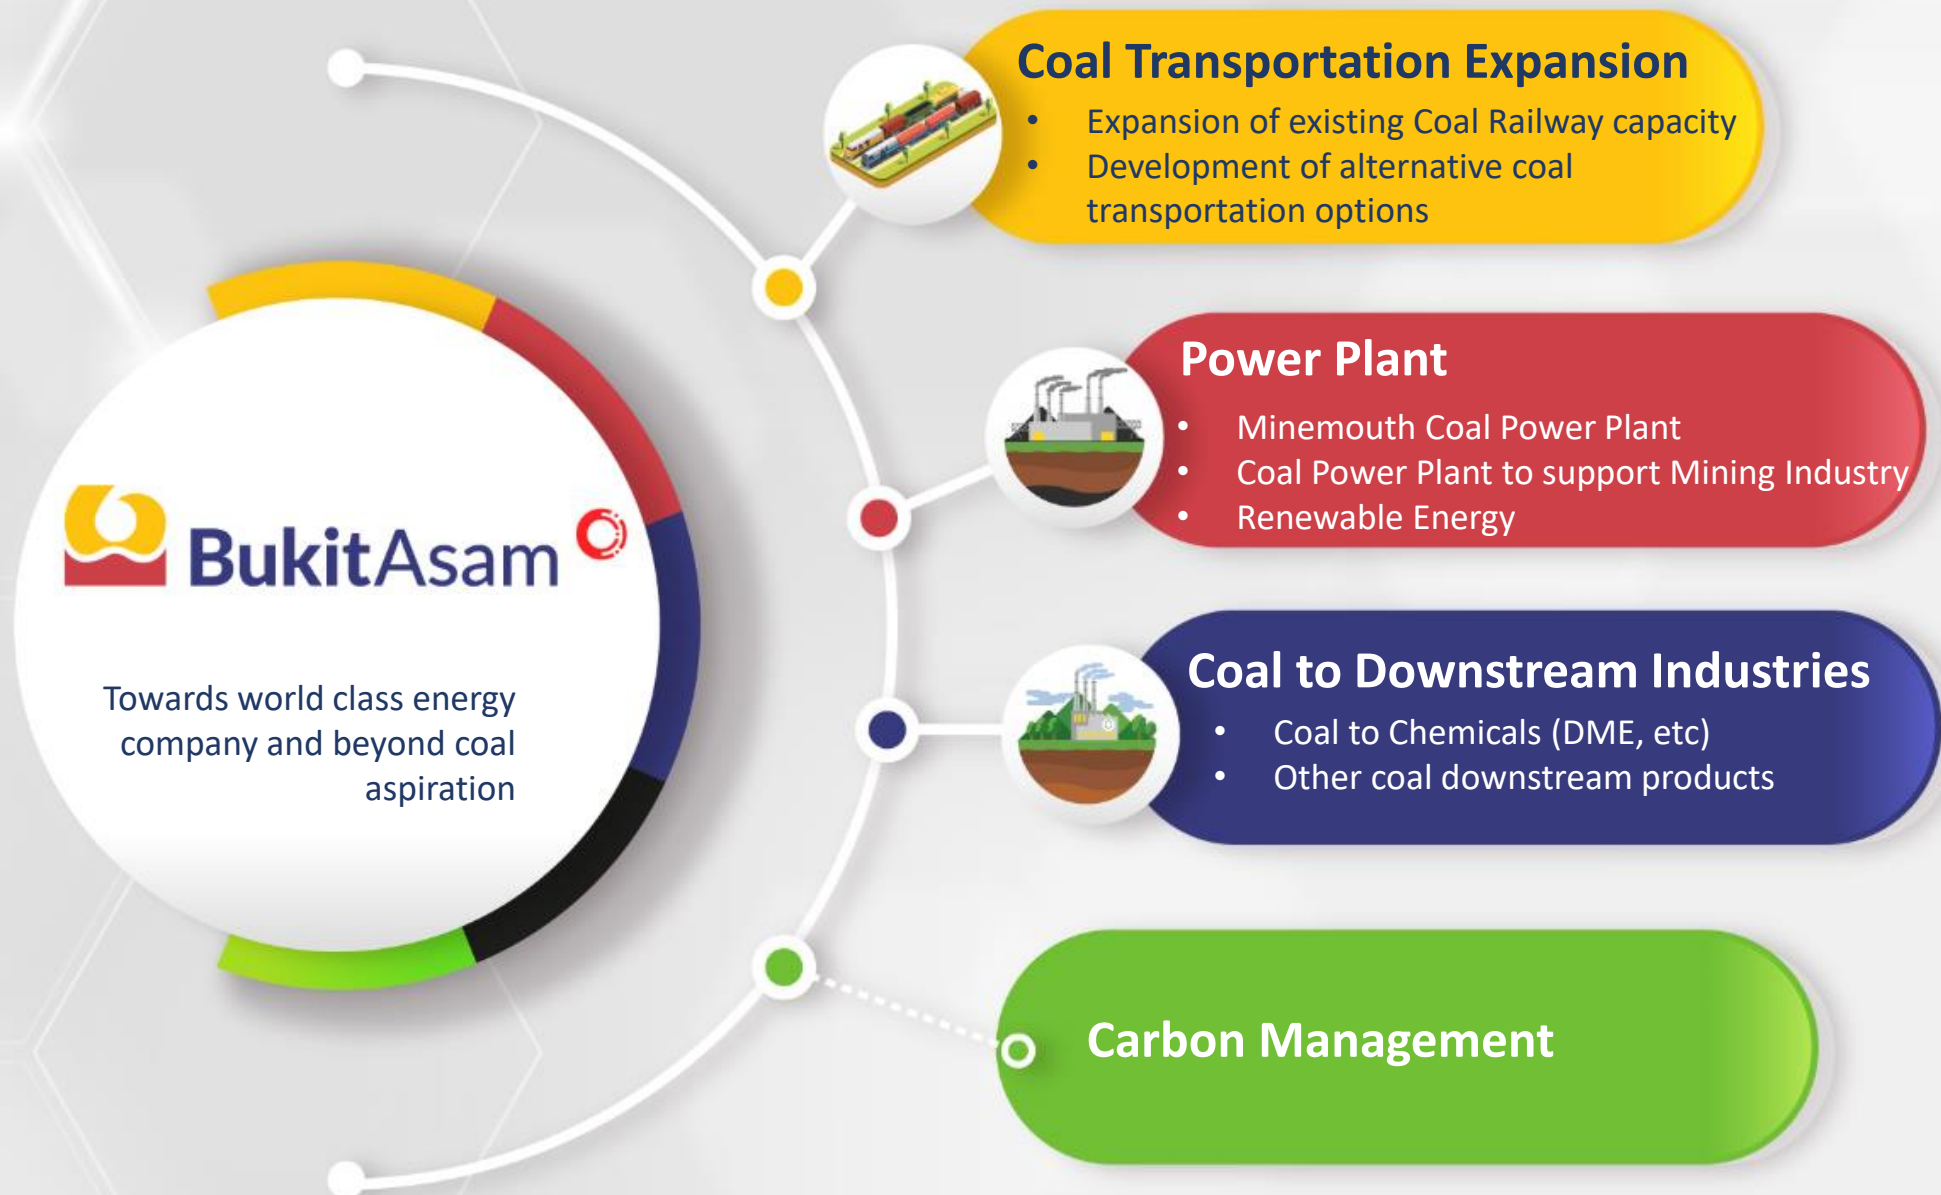 BukitAsam
Towards world class energy
company and beyond coal
aspiration
Coal Transportation Expansion
• Expansion of existing Coal Railway capacity
• Development of alternative coal
transportation options
Power Plant
• Minemouth Coal Power Plant
• Coal Power Plant to support Mining Industry
• Renewable Energy
Coal to Downstream Industries
• Coal to Chemicals (DME, etc)
• Other coal downstream products
Carbon Management